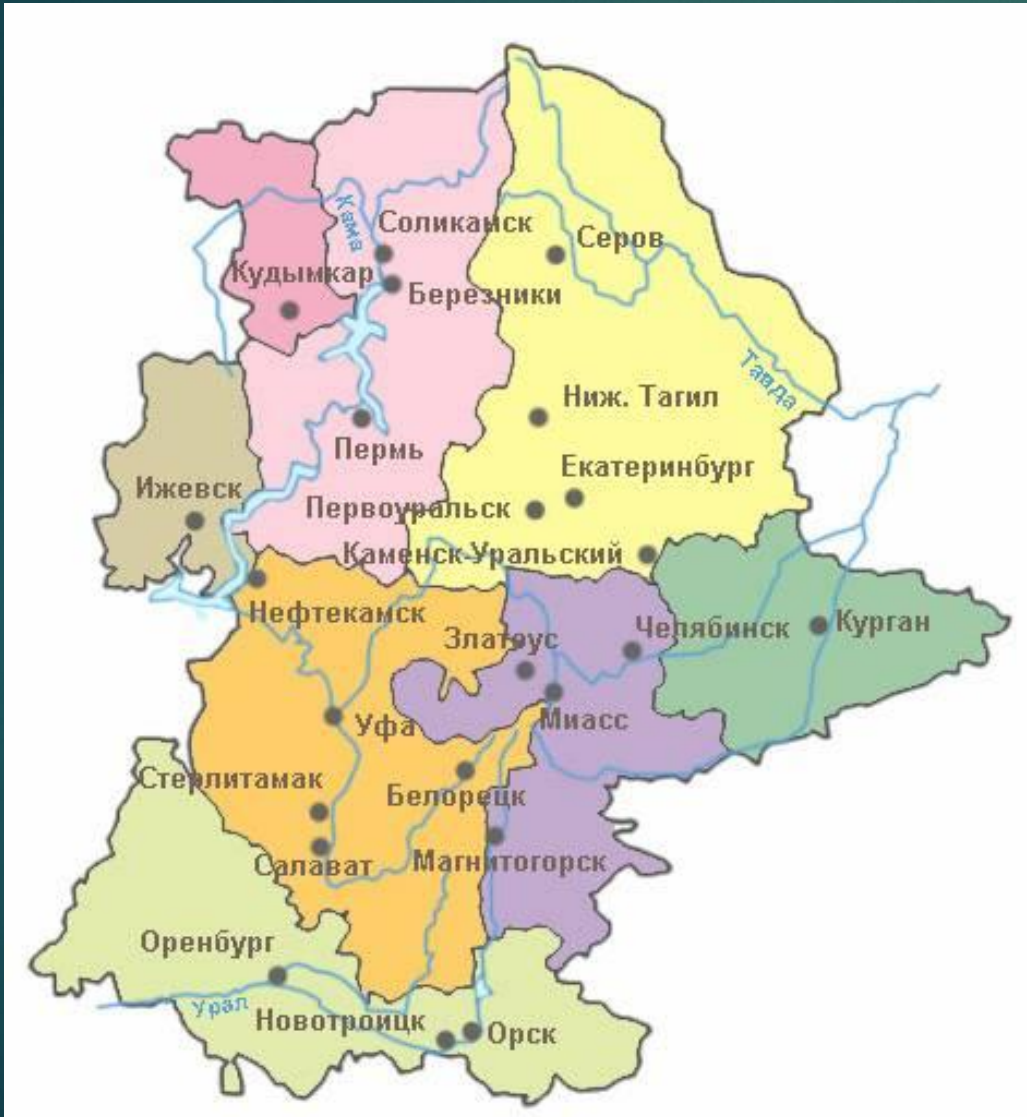 Кама
Соликамск
Серов
Кудымкар
Березники
Тавда
Ниж. Тагил
Пермь
Екатеринбург
Ижевск
Первоуральск
Каменск-Уральский
Нефтекамск
Златоус
Челябинск
Курган
Уфа
Миасс
Стерлитамак
Белорецк
Салават
Магнитогорск
Оренбург
Урал
Новотроицк
Орск